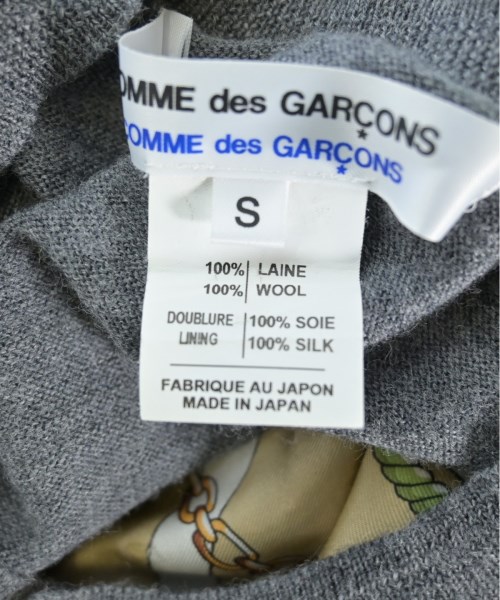 OMME des GARÇONS
COMME des GARÇONS
S
100% LAINE
100% WOOL
DOUBLURE 100% SOIE
LINING 100% SILK
FABRIQUE AU JAPON
MADE IN JAPAN